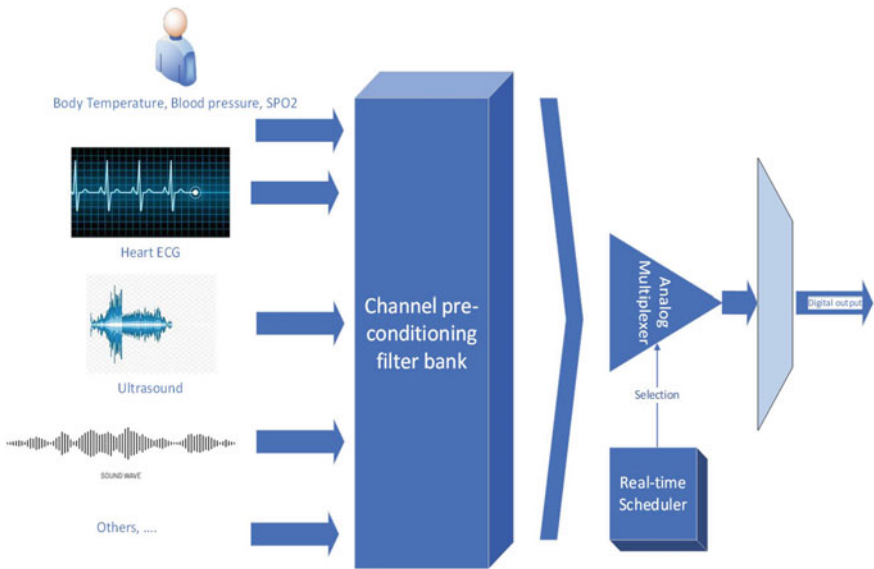 Body Temperature, Blood pressure, SPO2
Heart ECG
Ultrasound
SOUND WAVE
Others, ....
Channel pre-
conditioning
filter bank
Analog
Multiplexer
Selection
Real-time
Scheduler
Digital output